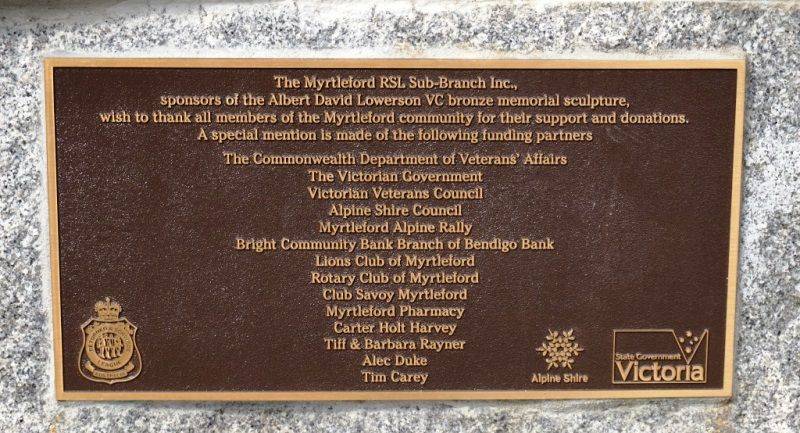 The Myrtleford RSL Sub-Branch Inc.,
sponsors of the Albert David Lowerson VC bronze memorial sculpture,
wish to thank all members of the Myrtleford community for their support and donations.
A special mention is made of the following funding partners
The Commonwealth Department of Veterans' Affairs
The Victorian Government
Victorian Veterans Council
Alpine Shire Council
Myrtleford Alpine Rally
Bright Community Bank Branch of Bendigo Bank
Lions Club of Myrtleford
Rotary Club of Myrtleford
Club Savoy Myrtleford
Myrtleford Pharmacy
Carter Holt Harvey
Tiff & Barbara Rayner
Alec Duke
Tim Carey
LEAGUE
Alpine Shire
State Government
Victoria